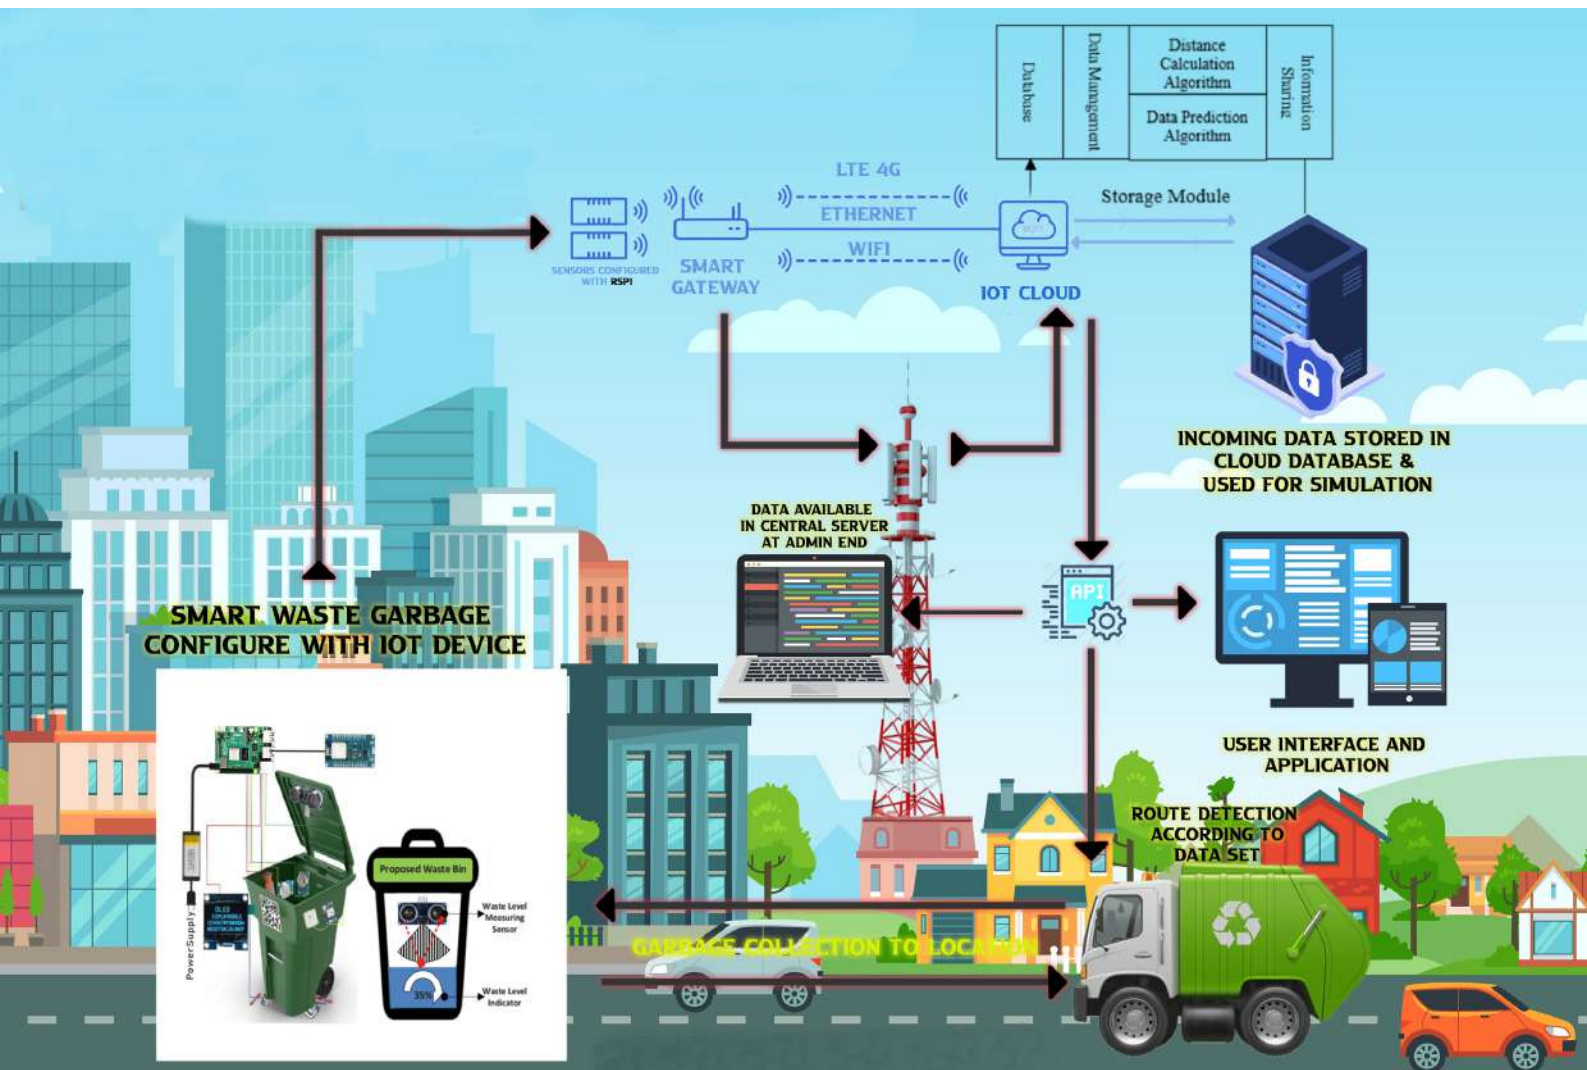 Database
Data Management
Distance
Calculation
Algorithm
Data Prediction
Algorithm
Information
Sharing
LTE 4G
ETHERNET
WIFI
Storage Module
SENSORS CONFIGURED
WITH RSPI
SMART
GATEWAY
IOT CLOUD
INCOMING DATA STORED IN
CLOUD DATABASE &
USED FOR SIMULATION
DATA AVAILABLE
IN CENTRAL SERVER
AT ADMIN END
API
SMART WASTE GARBAGE
CONFIGURE WITH IOT DEVICE
USER INTERFACE AND
APPLICATION
ROUTE DETECTION
ACCORDING TO
DATA SET
PowerSupply
OLED
Proposed Waste Bin
Waste Level
Measuring
Sensor
35%
Waste Level
Indicator
GARBAGE COLLECTION TO LOCATION